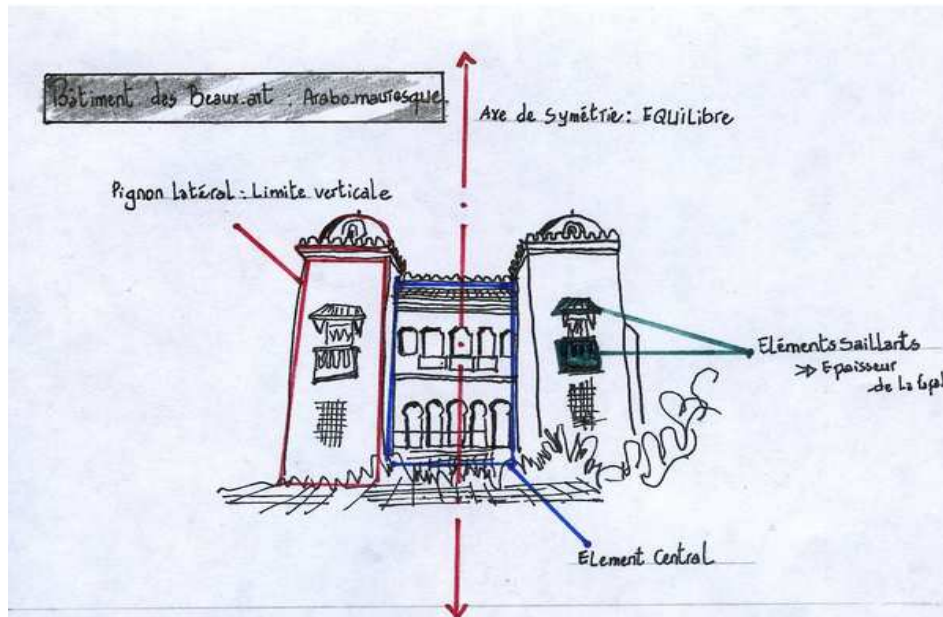 Bâtiment des Beaux.art : Arabo.mauresque.
Axe de Symétrie : EQUILIBRE
Pignon latéral : Limite verticale
Eléments Saillants
⇒ Epaisseur
de la façal
Element Central